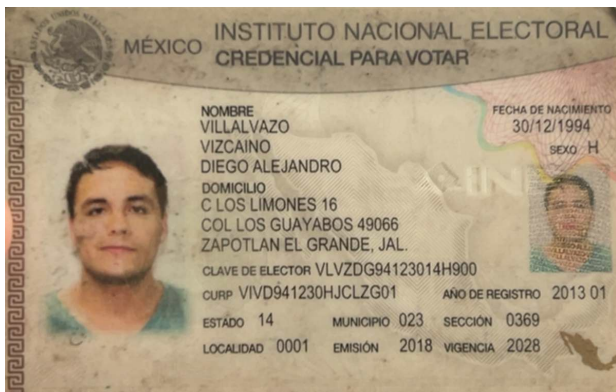 MÉXICO
INSTITUTO NACIONAL ELECTORAL
CREDENCIAL PARA VOTAR
NOMBRE
VILLALVAZO
VIZCAINO
DIEGO ALEJANDRO
FECHA DE NACIMIENTO
30/12/1994
SEXO H
DOMICILIO
C LOS LIMONES 16
COL LOS GUAYABOS 49066
ZAPOTLAN EL GRANDE, JAL.
CLAVE DE ELECTOR VLVZDG94123014H900
CURP VIVD941230HJCLZG01 AÑO DE REGISTRO 2013 01
ESTADO 14 MUNICIPIO 023 SECCIÓN 0369
LOCALIDAD 0001 EMISIÓN 2018 VIGENCIA 2028